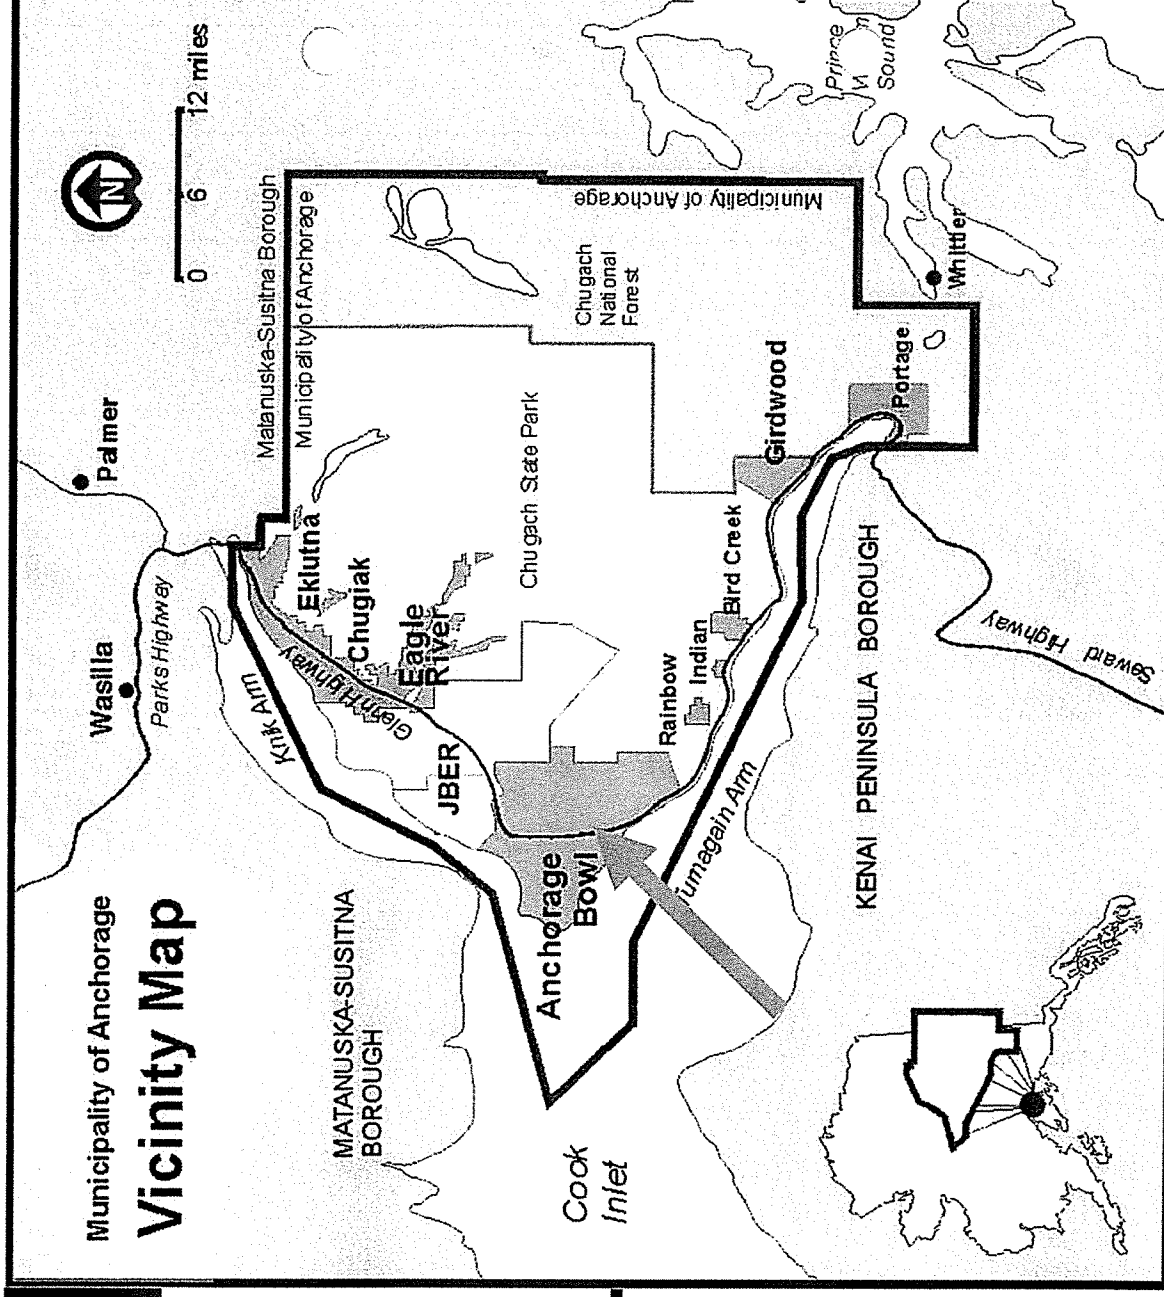 Municipality of Anchorage
Vicinity Map
Wasilla
Palmer
Parks Highway
N
0 6 12 miles
Matanuska-Susitna Borough
Municipality of Anchorage
Knik Arm
Glenn Highway
Eklutna
Chugiak
Eagle
River
JBER
MATANUSKA-SUSITNA
BOROUGH
Chugach State Park
Chugach
National
Forest
Municipality of Anchorage
Anchorage
Bowl
Cook
Inlet
Rainbow
Indian
Bird Creek
Girdwood
Turnagain Arm
Portage
Whittier
Prince
Sound
KENAI PENINSULA BOROUGH
Seward Highway